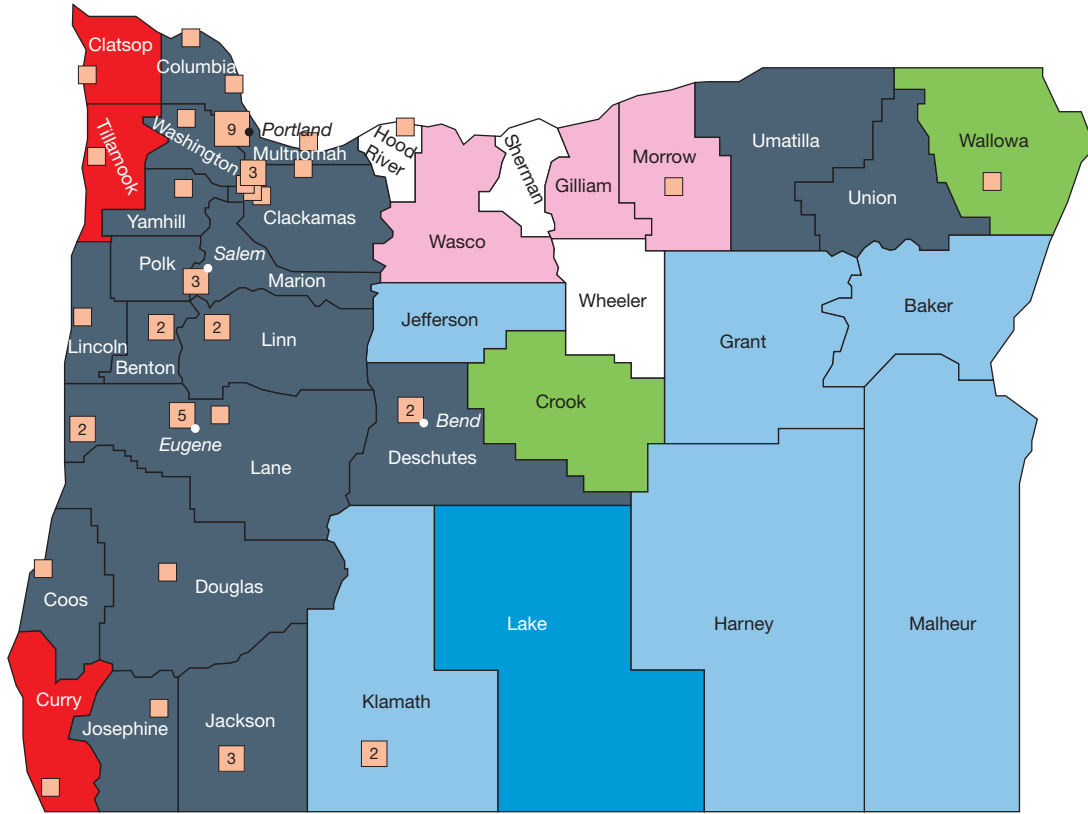 Clatsop
Columbia
Tillamook
Washington
9
Portland
Multnomah
Hood
River
Sherman
Gilliam
Morrow
Umatilla
Wallowa
Union
3
Yamhill
Clackamas
Wasco
Polk
Salem
3
Marion
Wheeler
Baker
Jefferson
Grant
Lincoln
2
Benton
2
Linn
Crook
2
5
Eugene
Lane
2
Bend
Deschutes
Coos
Douglas
Lake
Harney
Malheur
Curry
Josephine
Jackson
3
Klamath
2